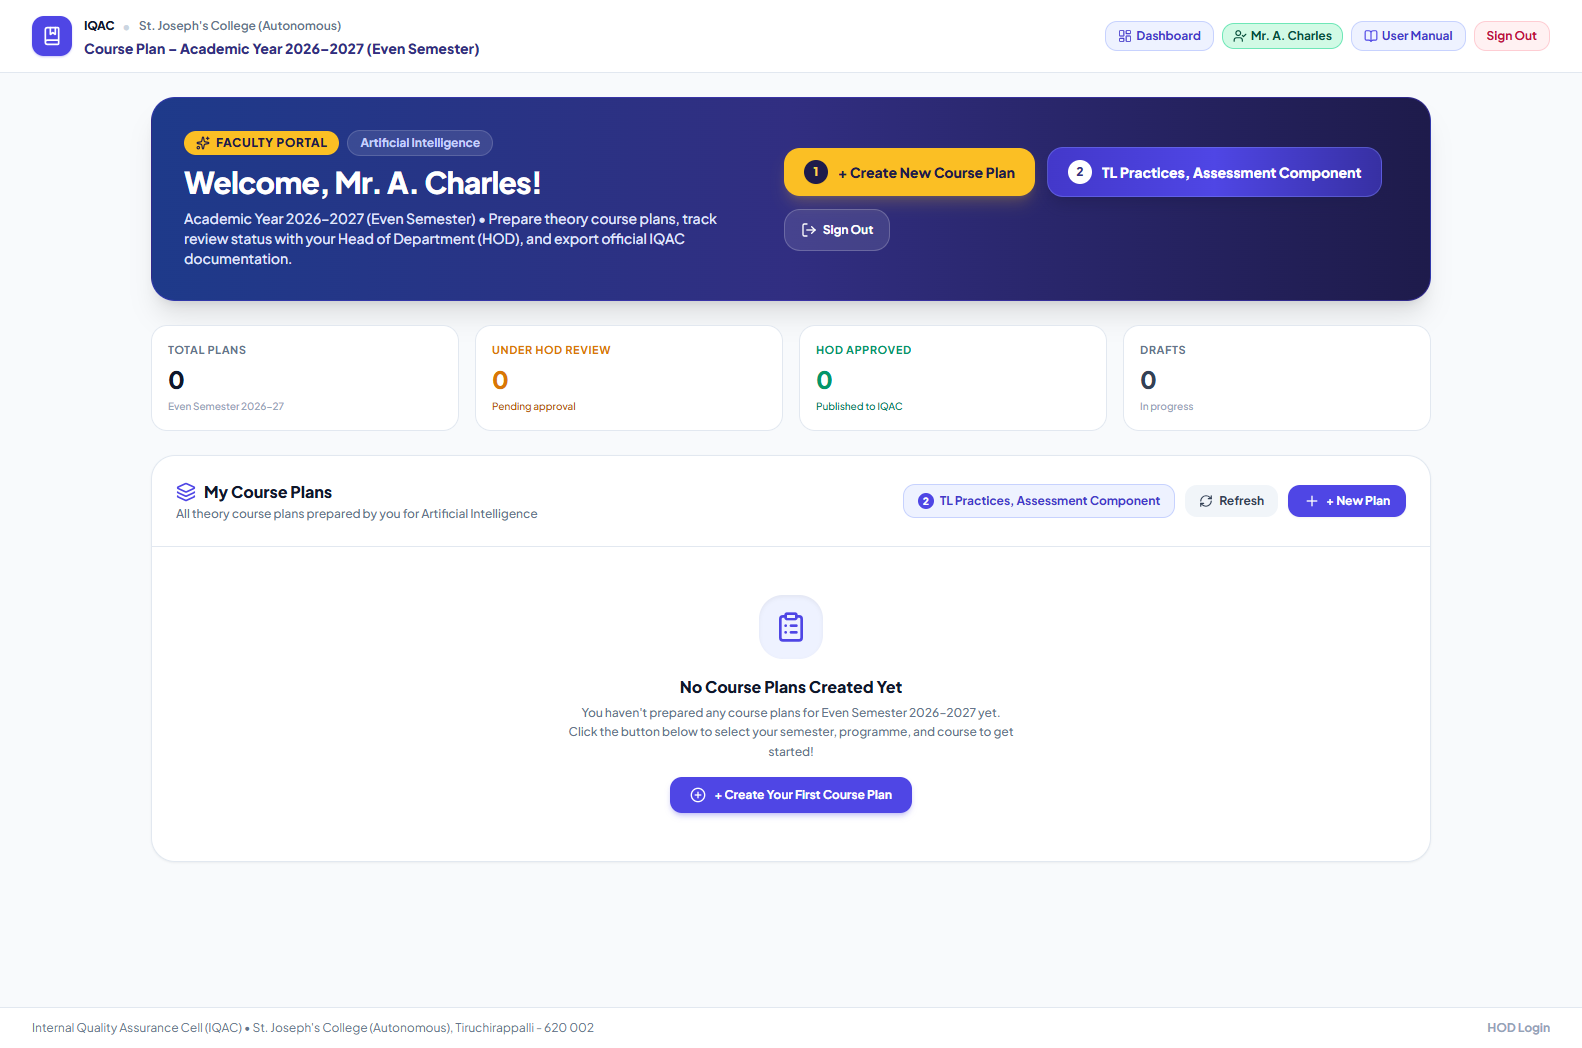 IQAC • St. Joseph's College (Autonomous)
Course Plan – Academic Year 2026–2027 (Even Semester)
Dashboard
Mr. A. Charles
User Manual
Sign Out
FACULTY PORTAL
Artificial Intelligence
Welcome, Mr. A. Charles!
Academic Year 2026–2027 (Even Semester) • Prepare theory course plans, track
review status with your Head of Department (HOD), and export official IQAC
documentation.
1 + Create New Course Plan
2 TL Practices, Assessment Component
Sign Out
TOTAL PLANS
0
Even Semester 2026–27
UNDER HOD REVIEW
0
Pending approval
HOD APPROVED
0
Published to IQAC
DRAFTS
0
In progress
My Course Plans
All theory course plans prepared by you for Artificial Intelligence
2 TL Practices, Assessment Component
Refresh
+ New Plan
No Course Plans Created Yet
You haven't prepared any course plans for Even Semester 2026–2027 yet.
Click the button below to select your semester, programme, and course to get
started!
+ Create Your First Course Plan
Internal Quality Assurance Cell (IQAC) • St. Joseph's College (Autonomous), Tiruchirappalli - 620 002
HOD Login